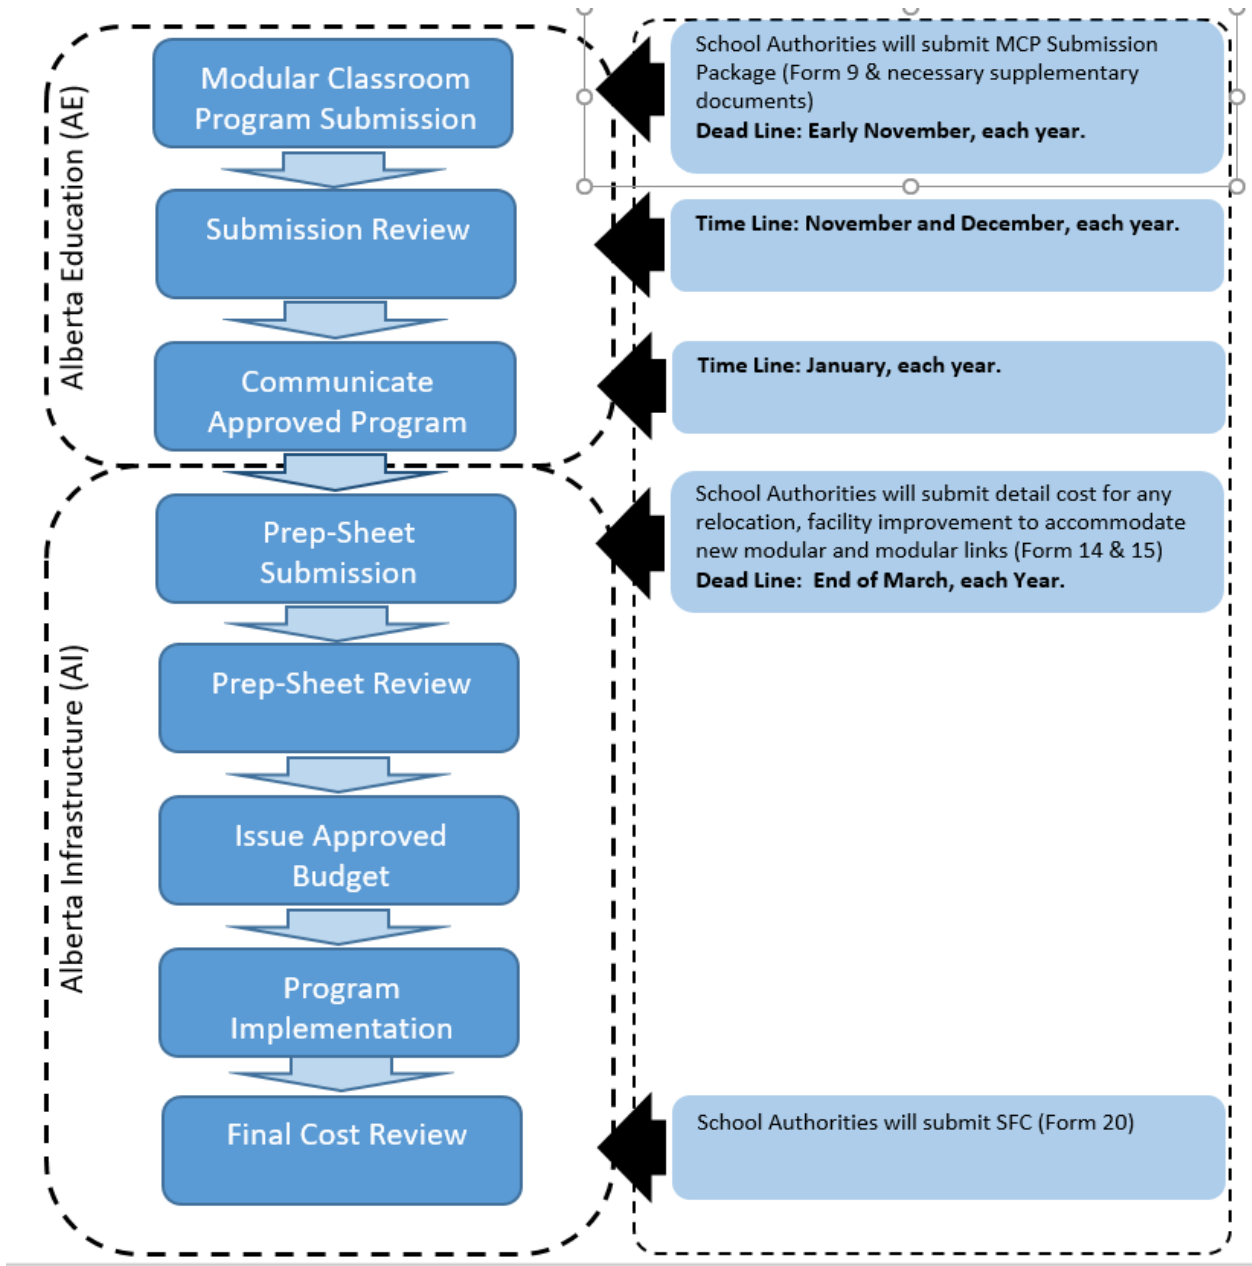 Alberta Education (AE)
Modular Classroom
Program Submission
School Authorities will submit MCP Submission
Package (Form 9 & necessary supplementary
documents)
Dead Line: Early November, each year.
Submission Review
Time Line: November and December, each year.
Communicate
Approved Program
Time Line: January, each year.
Alberta Infrastructure (AI)
Prep-Sheet
Submission
School Authorities will submit detail cost for any
relocation, facility improvement to accommodate
new modular and modular links (Form 14 & 15)
Dead Line:  End of March, each Year.
Prep-Sheet Review
Issue Approved
Budget
Program
Implementation
Final Cost Review
School Authorities will submit SFC (Form 20)